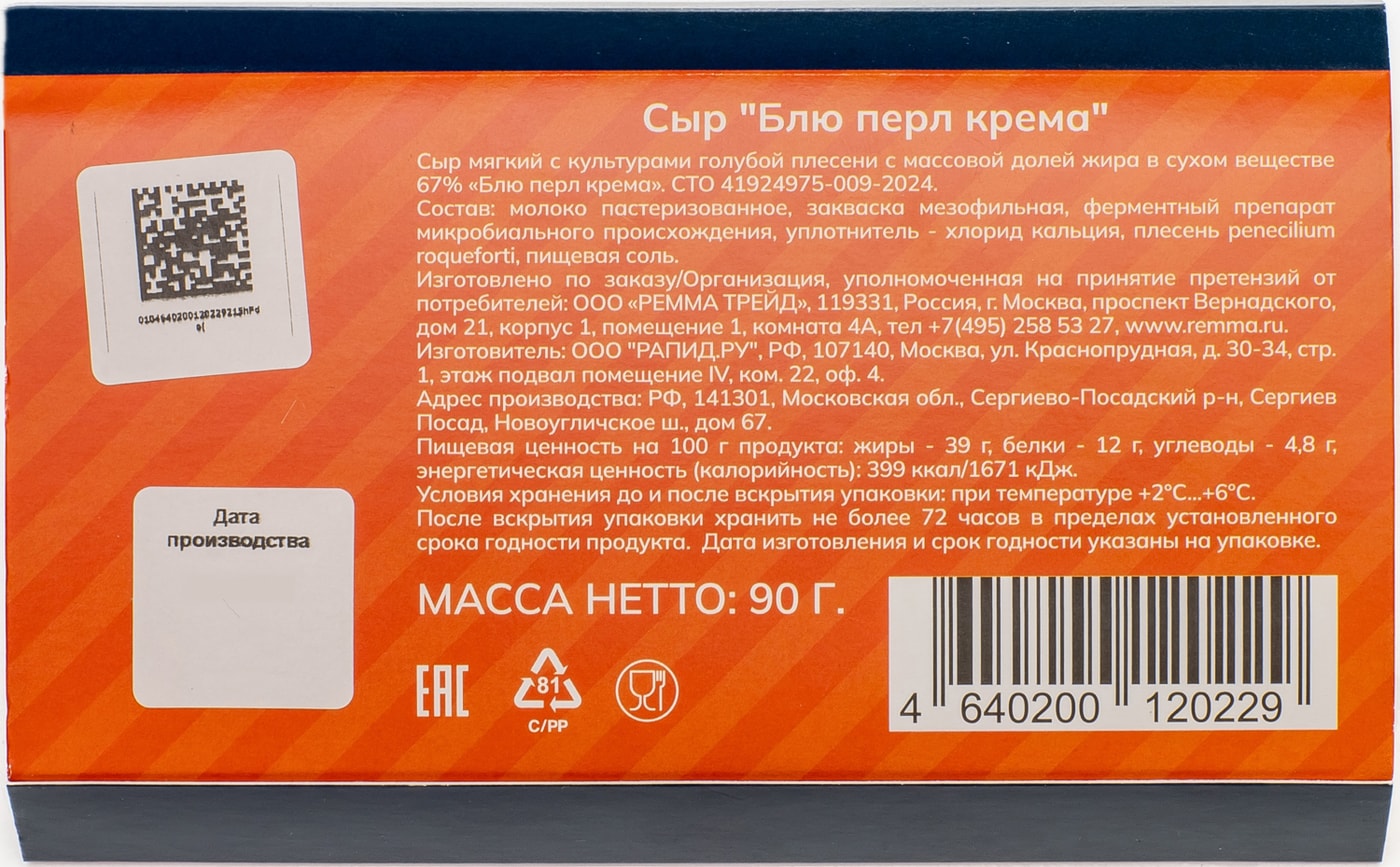 Сыр "Блю перл крема"
Сыр мягкий с культурами голубой плесени с массовой долей жира в сухом веществе
67% «Блю перл крема». СТО 41924975-009-2024.
Состав: молоко пастеризованное, закваска мезофильная, ферментный препарат
микробиального происхождения, уплотнитель - хлорид кальция, плесень penecilium
roqueforti, пищевая соль.
Изготовлено по заказу/Организация, уполномоченная на принятие претензий от
потребителей: ООО «РЕММА ТРЕЙД», 119331, Россия, г. Москва, проспект Вернадского,
дом 21, корпус 1, помещение 1, комната 4А, тел +7(495) 258 53 27, www.remma.ru.
Изготовитель: ООО "РАПИД.РУ", РФ, 107140, Москва, ул. Краснопрудная, д. 30-34, стр.
1, этаж подвал помещение IV, ком. 22, оф. 4.
Адрес производства: РФ, 141301, Московская обл., Сергиево-Посадский р-н, Сергиев
Посад, Новоугличское ш., дом 67.
Пищевая ценность на 100 г продукта: жиры - 39 г, белки - 12 г, углеводы - 4,8 г,
энергетическая ценность (калорийность): 399 ккал/1671 кДж.
Условия хранения до и после вскрытия упаковки: при температуре +2°С...+6°С.
После вскрытия упаковки хранить не более 72 часов в пределах установленного
срока годности продукта. Дата изготовления и срок годности указаны на упаковке.
Дата
производства
МАССА НЕТТО: 90 Г.
ЕАС
81
C/PP
4 640200 120229